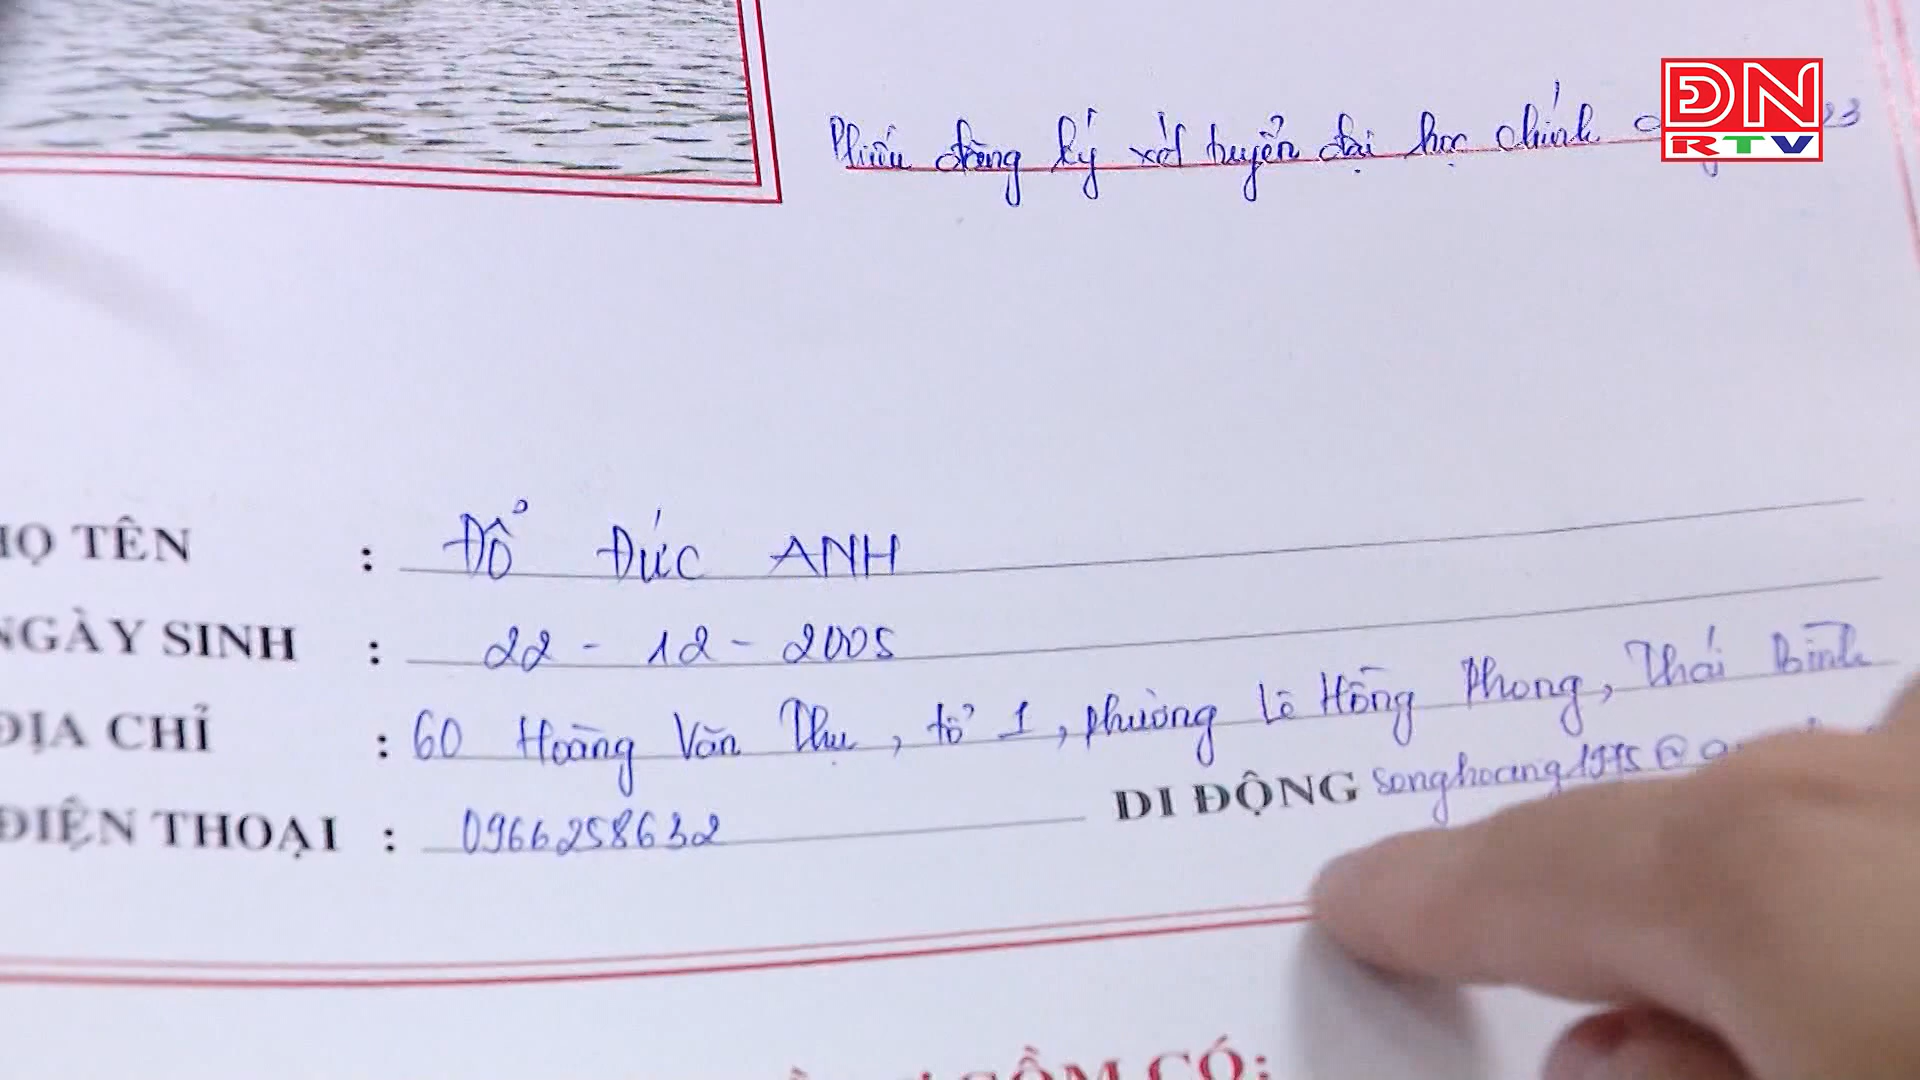 Phiếu đăng ký xét tuyển đại học chính
ĐN
RTV
HỌ TÊN : ĐỔ ĐỨC ANH
NGÀY SINH : 22 - 12 - 2005
ĐỊA CHỈ : 60 Hoàng Văn Thụ, tổ 1, phường Lê Hồng Phong, Thái Bình
ĐIỆN THOẠI : 0966258632 DI ĐỘNG songhoang1975@g
GỒM CÓ: